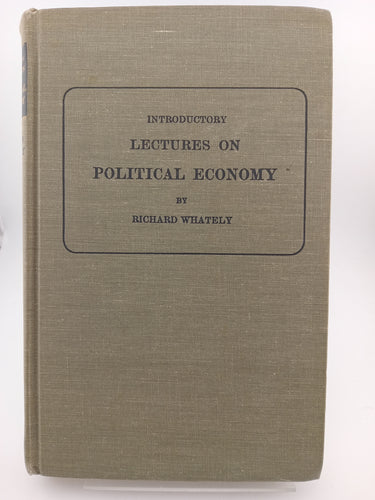 INTRODUCTORY
LECTURES ON
POLITICAL ECONOMY
BY
RICHARD WHATELY